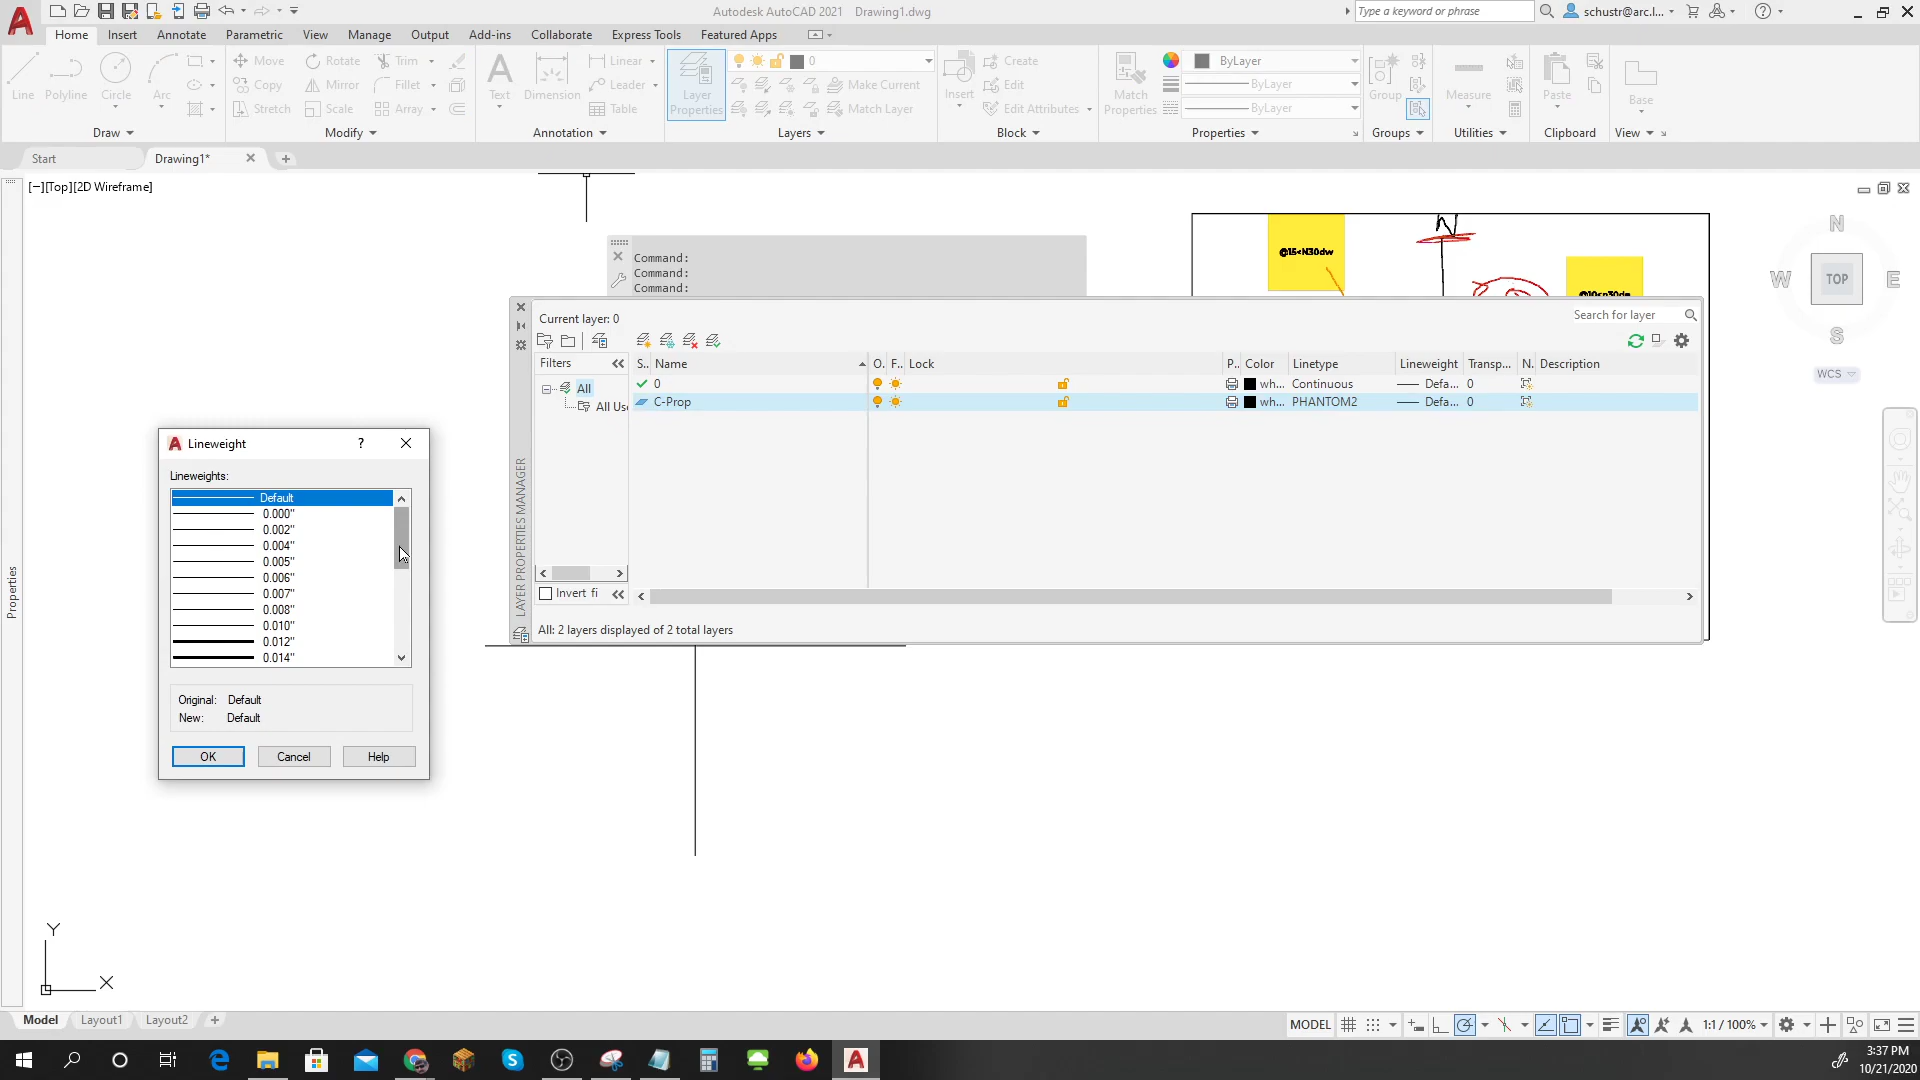 Autodesk AutoCAD 2021 Drawing1.dwg
Type a keyword or phrase
schustr@arc.l...
Home Insert Annotate Parametric View Manage Output Add-ins Collaborate Express Tools Featured Apps
Line Polyline Circle Arc
Move Rotate Trim
Copy Mirror Fillet
Stretch Scale Array
Text Dimension
Linear
Leader
Table
Layer
Properties
0
Make Current
Match Layer
Insert
Create
Edit
Edit Attributes
Match
Properties
ByLayer
ByLayer
ByLayer
Group
Measure
Paste
Base
Draw Modify Annotation Layers Block Properties Groups Utilities Clipboard View
Start Drawing1*
[−][Top][2D Wireframe]
N
W TOP E
S
WCS
@15<N30dw
N
@10<n30dw
Command:
Command:
Command:
Current layer: 0
Search for layer
Filters
All
All Use
Invert fi
S.. Name O. F.. Lock P.. Color Linetype Lineweight Transp... N. Description
0 wh... Continuous Defa... 0
C-Prop wh... PHANTOM2 Defa... 0
All: 2 layers displayed of 2 total layers
LAYER PROPERTIES MANAGER
Properties
Lineweight ?
Lineweights:
Default
0.000"
0.002"
0.004"
0.005"
0.006"
0.007"
0.008"
0.010"
0.012"
0.014"
Original: Default
New: Default
OK Cancel Help
Y
X
Model Layout1 Layout2
MODEL 1:1 / 100%
3:37 PM
10/21/2020